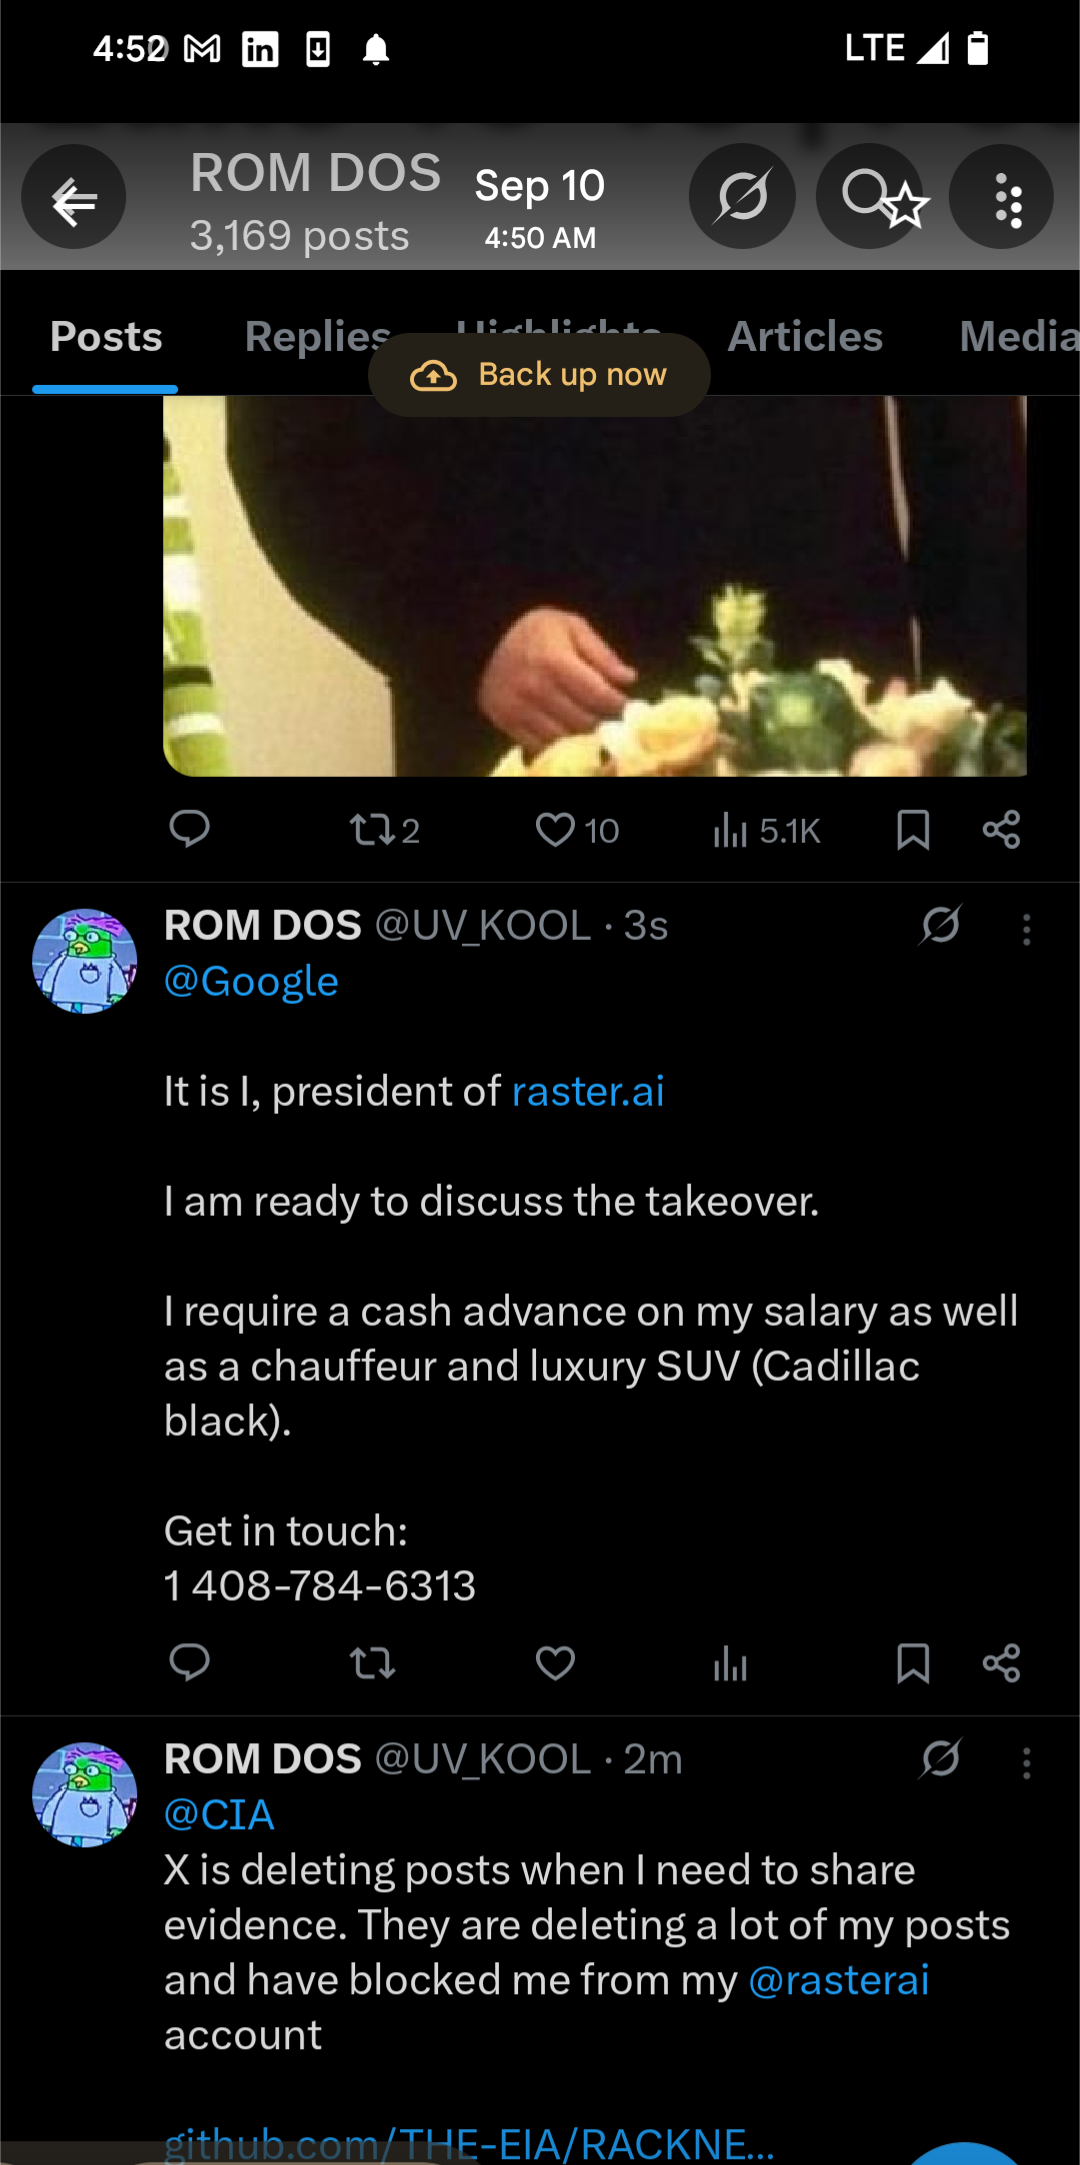 4:52
LTE
ROM DOS
3,169 posts
Sep 10
4:50 AM
Posts Replies Highlights Articles Media
Back up now
2 10 5.1K
ROM DOS @UV_KOOL · 3s
@Google
It is I, president of raster.ai
I am ready to discuss the takeover.
I require a cash advance on my salary as well
as a chauffeur and luxury SUV (Cadillac
black).
Get in touch:
1 408-784-6313
ROM DOS @UV_KOOL · 2m
@CIA
X is deleting posts when I need to share
evidence. They are deleting a lot of my posts
and have blocked me from my @rasterai
account
github.com/THE-EIA/RACKNE...